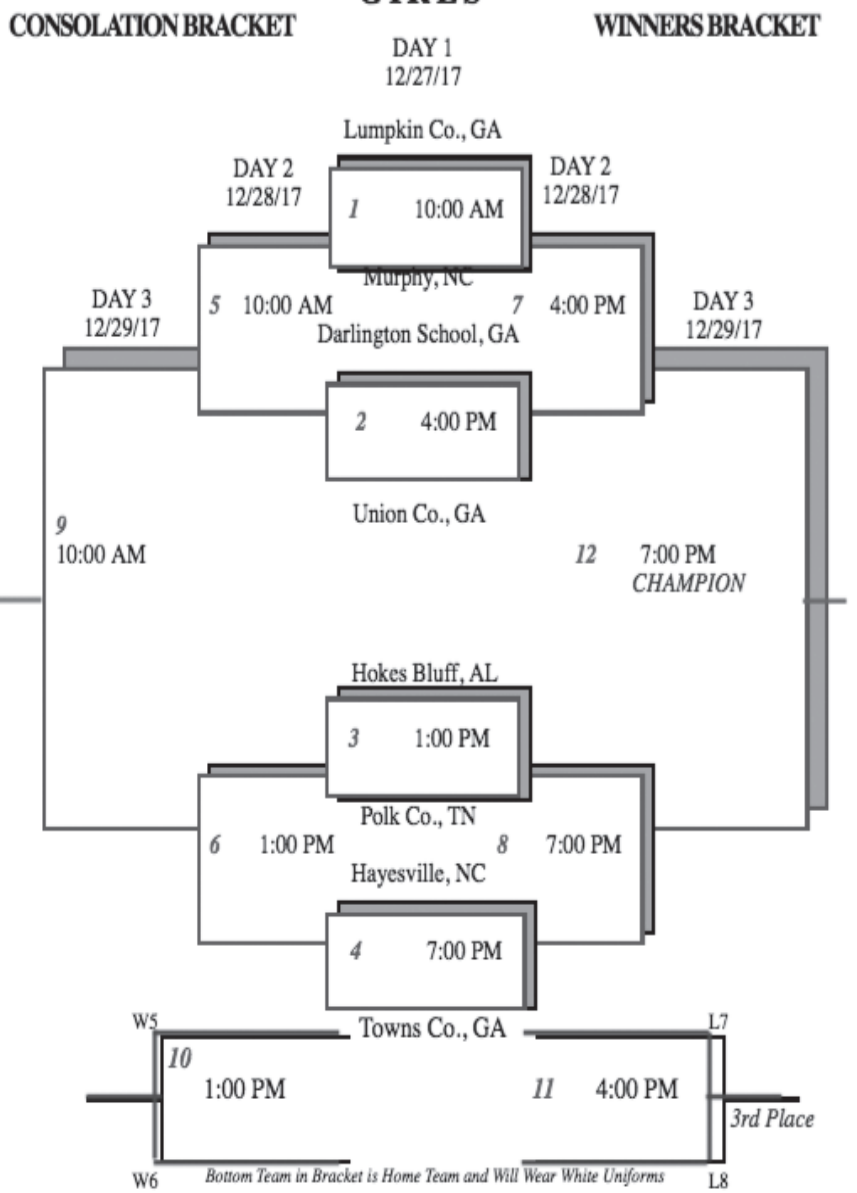 CONSOLATION BRACKET
WINNERS BRACKET
DAY 1
12/27/17
Lumpkin Co., GA
DAY 2
12/28/17
DAY 2
12/28/17
1 10:00 AM
Murphy, NC
DAY 3
12/29/17
5 10:00 AM
7 4:00 PM
DAY 3
12/29/17
Darlington School, GA
2 4:00 PM
Union Co., GA
9
10:00 AM
12 7:00 PM
CHAMPION
Hokes Bluff, AL
3 1:00 PM
Polk Co., TN
6 1:00 PM
8 7:00 PM
Hayesville, NC
4 7:00 PM
W5
Towns Co., GA
L7
10
1:00 PM
11 4:00 PM
3rd Place
W6
Bottom Team in Bracket is Home Team and Will Wear White Uniforms
L8